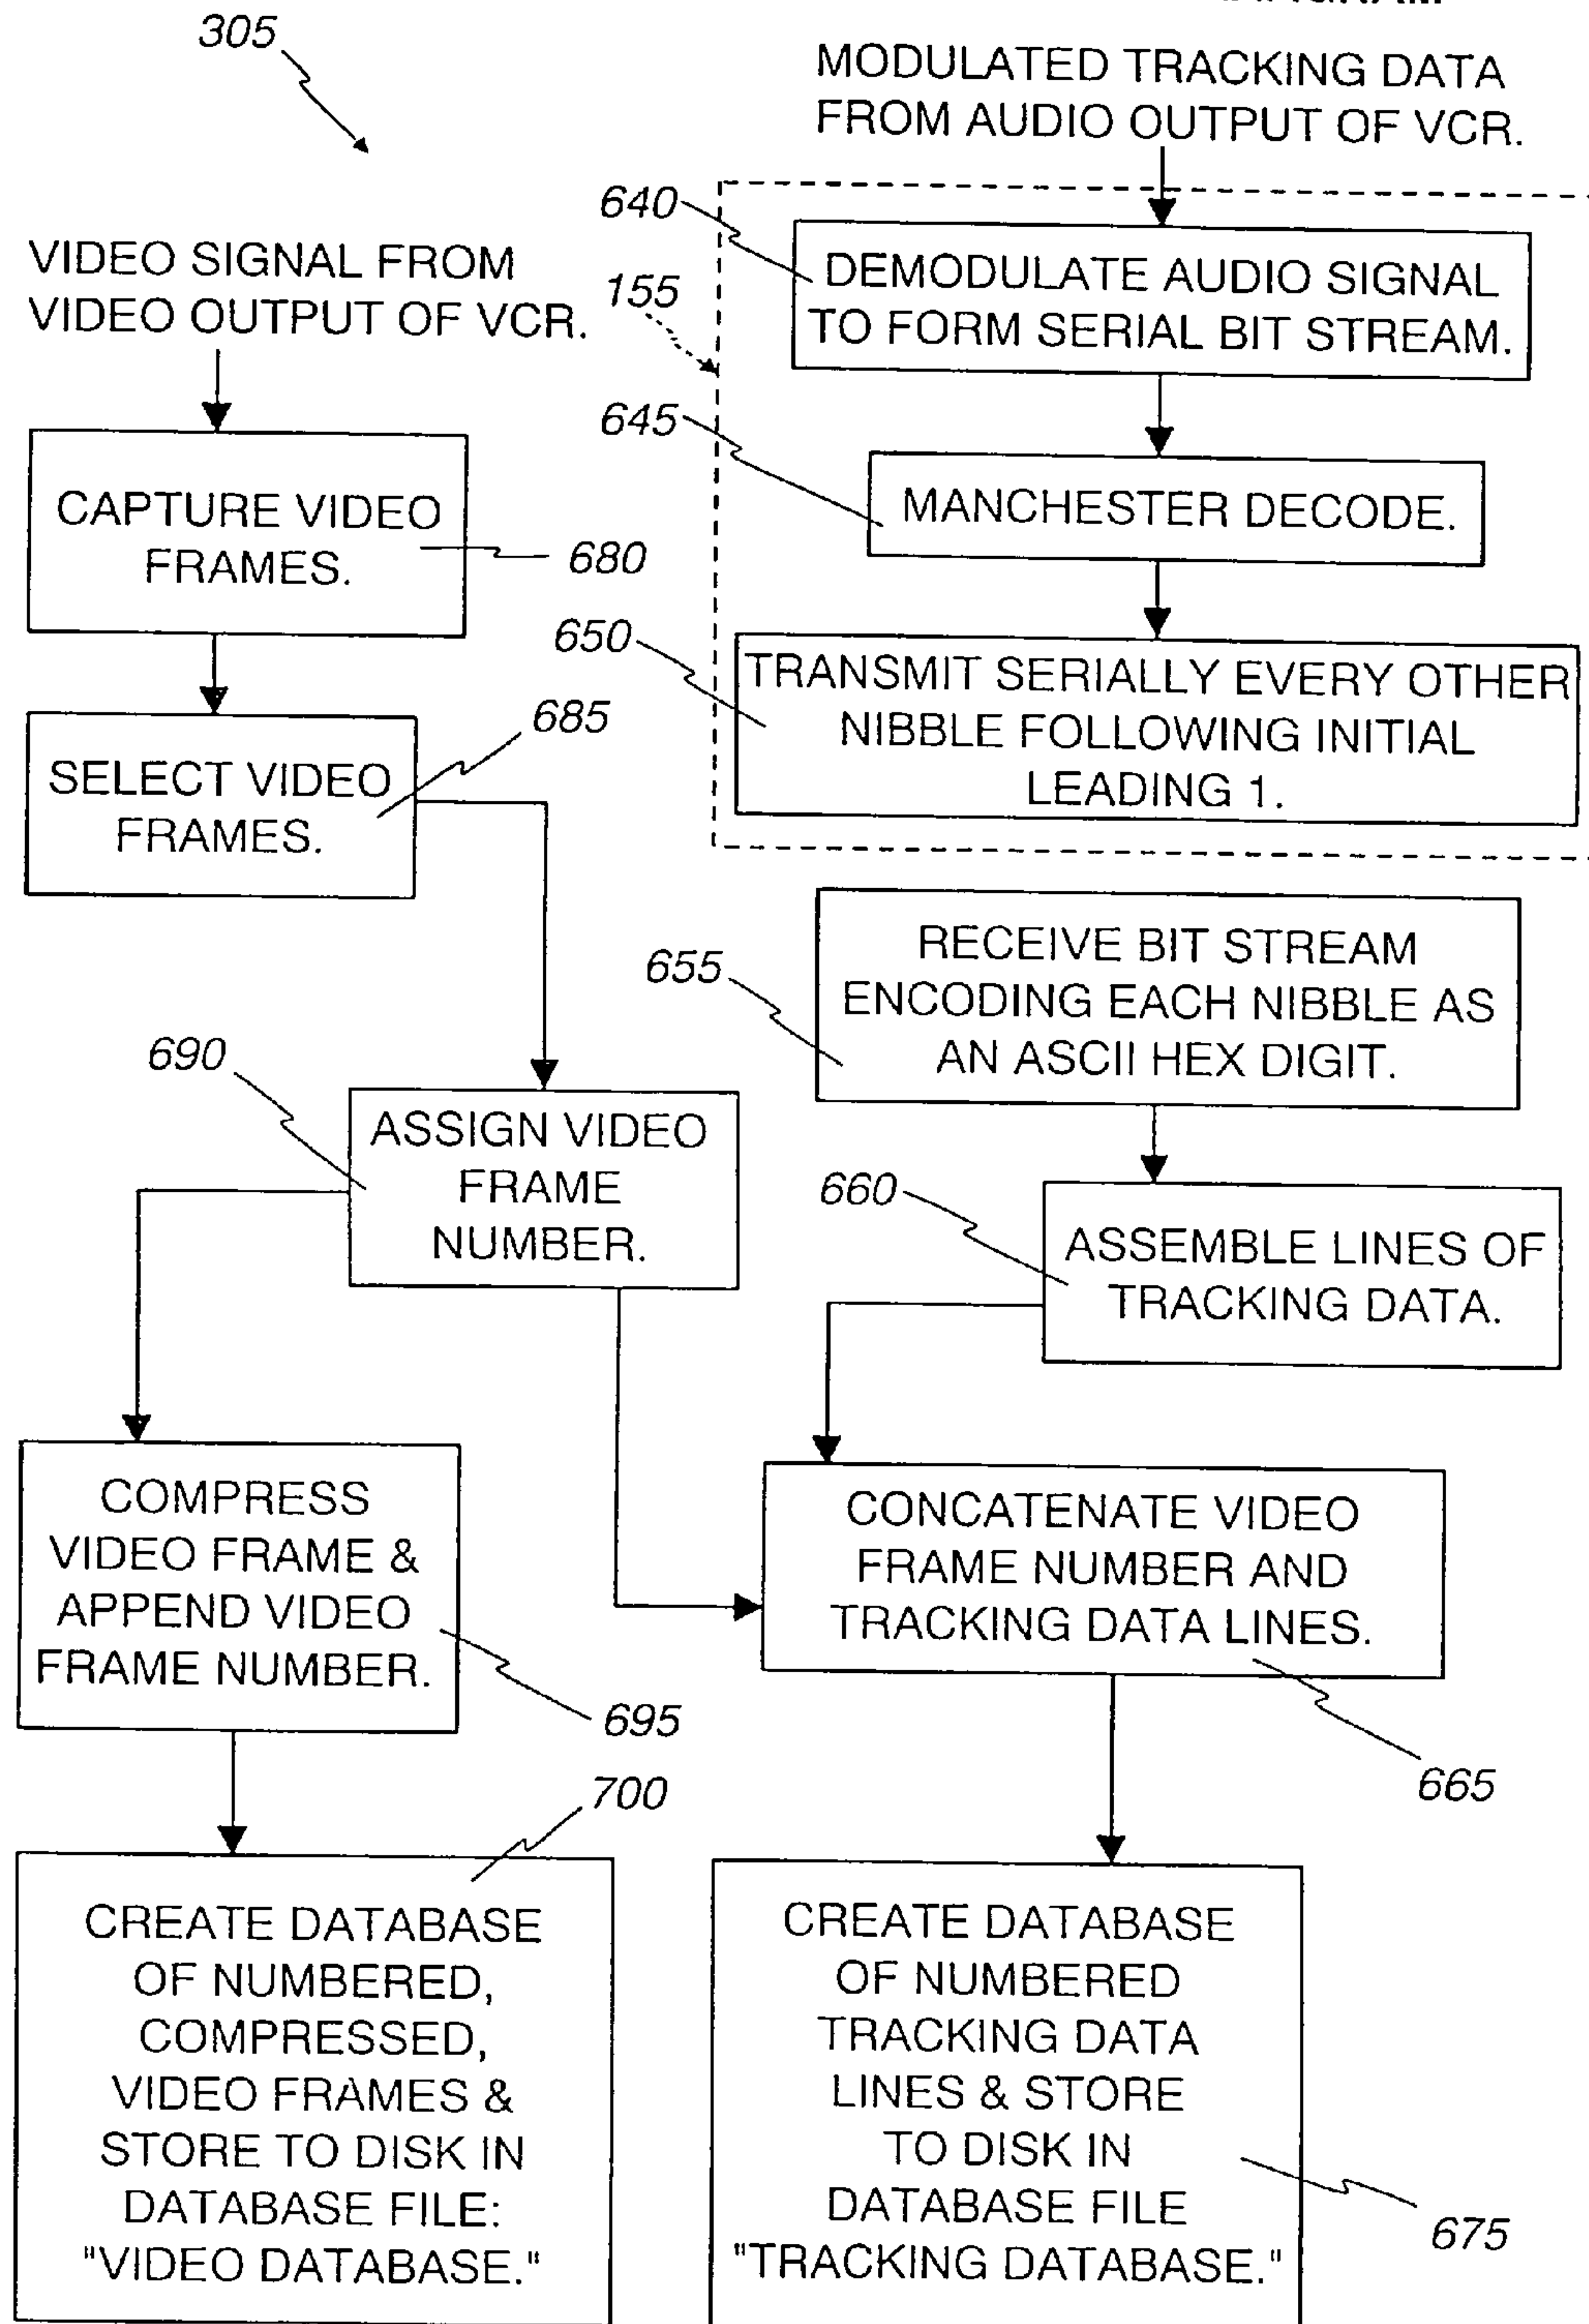 305
MODULATED TRACKING DATA
FROM AUDIO OUTPUT OF VCR.
VIDEO SIGNAL FROM
VIDEO OUTPUT OF VCR.
155
640
DEMODULATE AUDIO SIGNAL
TO FORM SERIAL BIT STREAM.
645
MANCHESTER DECODE.
CAPTURE VIDEO
FRAMES.
680
650
TRANSMIT SERIALLY EVERY OTHER
NIBBLE FOLLOWING INITIAL
LEADING 1.
685
SELECT VIDEO
FRAMES.
655
RECEIVE BIT STREAM
ENCODING EACH NIBBLE AS
AN ASCII HEX DIGIT.
690
ASSIGN VIDEO
FRAME
NUMBER.
660
ASSEMBLE LINES OF
TRACKING DATA.
COMPRESS
VIDEO FRAME &
APPEND VIDEO
FRAME NUMBER.
695
CONCATENATE VIDEO
FRAME NUMBER AND
TRACKING DATA LINES.
665
700
CREATE DATABASE
OF NUMBERED,
COMPRESSED,
VIDEO FRAMES &
STORE TO DISK IN
DATABASE FILE:
"VIDEO DATABASE."
CREATE DATABASE
OF NUMBERED
TRACKING DATA
LINES & STORE
TO DISK IN
DATABASE FILE
"TRACKING DATABASE."
675